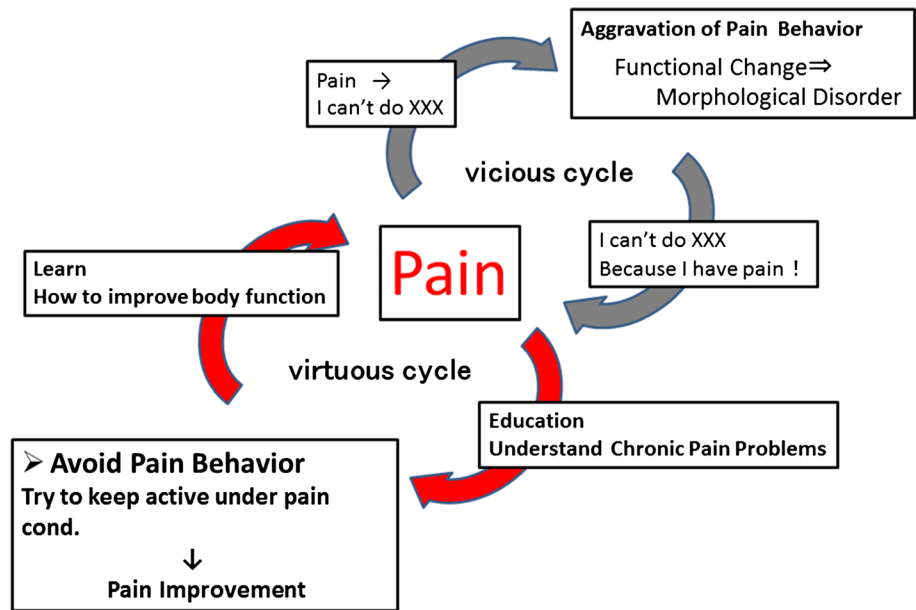 Aggravation of Pain Behavior
Functional Change⇒
Morphological Disorder
Pain →
I can't do XXX
vicious cycle
I can't do XXX
Because I have pain！
Pain
Learn
How to improve body function
virtuous cycle
Education
Understand Chronic Pain Problems
➢ Avoid Pain Behavior
Try to keep active under pain
cond.
↓
Pain Improvement